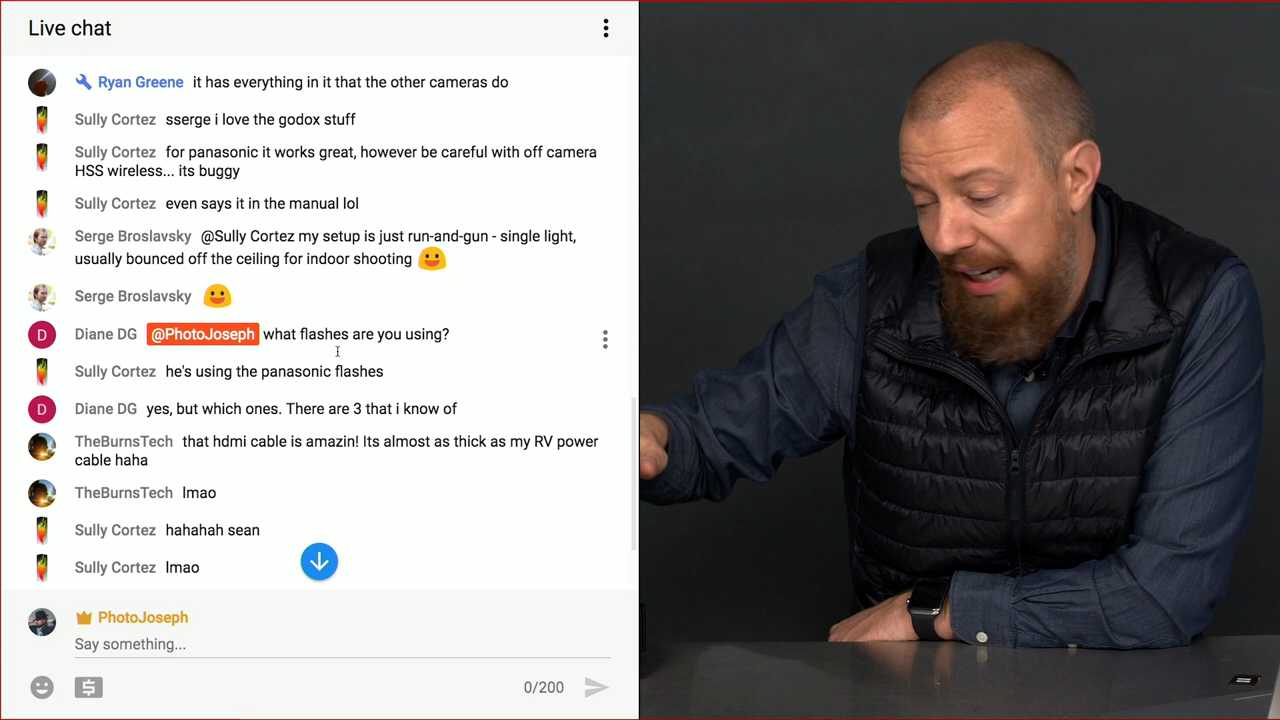 Live chat
Ryan Greene it has everything in it that the other cameras do
Sully Cortez sserge i love the godox stuff
Sully Cortez for panasonic it works great, however be careful with off camera
HSS wireless... its buggy
Sully Cortez even says it in the manual lol
Serge Broslavsky @Sully Cortez my setup is just run-and-gun - single light,
usually bounced off the ceiling for indoor shooting
Serge Broslavsky
D Diane DG @PhotoJoseph what flashes are you using?
Sully Cortez he's using the panasonic flashes
D Diane DG yes, but which ones. There are 3 that i know of
TheBurnsTech that hdmi cable is amazin! Its almost as thick as my RV power
cable haha
TheBurnsTech lmao
Sully Cortez hahahah sean
Sully Cortez lmao
PhotoJoseph
Say something...
$ 0/200